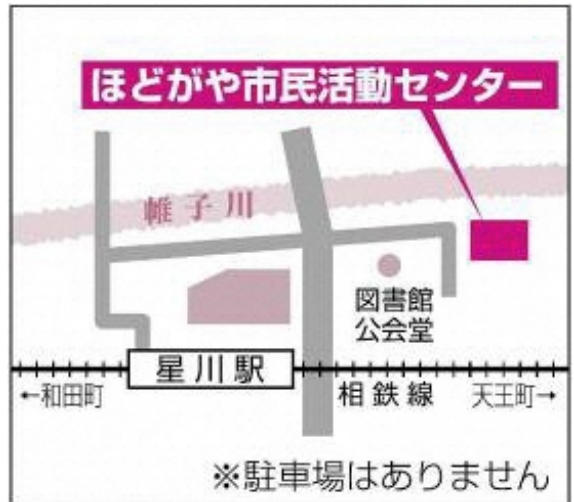 ほどがや市民活動センター
帷子川
図書館
公会堂
星川駅
←和田町
相鉄線
天王町→
※駐車場はありません